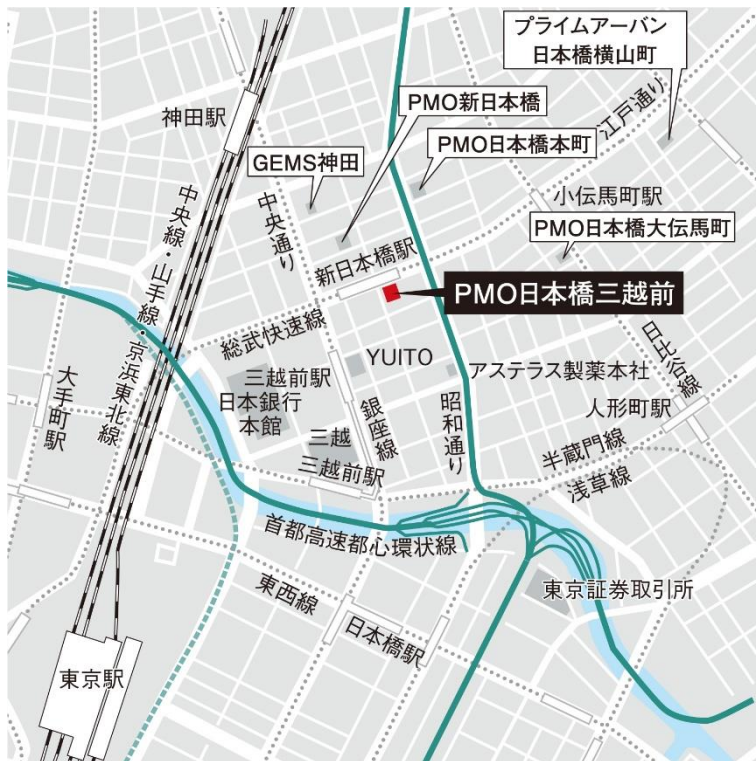 プライムアーバン
日本橋横山町
神田駅
PMO新日本橋
江戸通り
GEMS神田
PMO日本橋本町
中央線・山手線・京浜東北線
中央通り
小伝馬町駅
PMO日本橋大伝馬町
新日本橋駅
PMO日本橋三越前
総武快速線
大手町駅
三越前駅
YUITO
日本銀行
本館
アステラス製薬本社
日比谷線
三越
銀座線
昭和通り
人形町駅
三越前駅
半蔵門線
浅草線
首都高速都心環状線
東西線
日本橋駅
東京証券取引所
東京駅